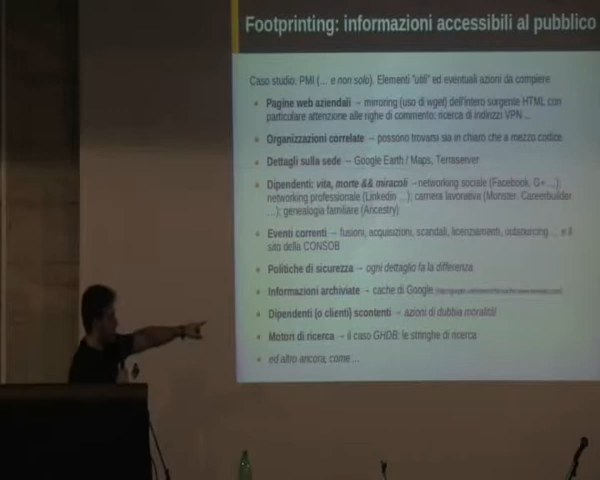 Footprinting: informazioni accessibili al pubblico
Caso studio: PMI (... e non solo). Elementi "utili" ed eventuali azioni da compiere
Pagine web aziendali – mirroring (uso di wget) dell'intero sorgente HTML con
particolare attenzione alle righe di commento; ricerca di indirizzi VPN ...
Organizzazioni correlate – possono trovarsi sia in chiaro che a mezzo codice
Dettagli sulla sede – Google Earth / Maps, Terraserver
Dipendenti: vita, morte && miracoli – networking sociale (Facebook, G+ ...);
networking professionale (Linkedin ...); carriera lavorativa (Monster, Careerbuilder
...); genealogia familiare (Ancestry)
Eventi correnti – fusioni, acquisizioni, scandali, licenziamenti, outsourcing ... e il
sito della CONSOB
Politiche di sicurezza – ogni dettaglio fa la differenza
Informazioni archiviate – cache di Google
Dipendenti (o clienti) scontenti – azioni di dubbia moralità!
Motori di ricerca – il caso GHDB: le stringhe di ricerca
ed altro ancora, come ...